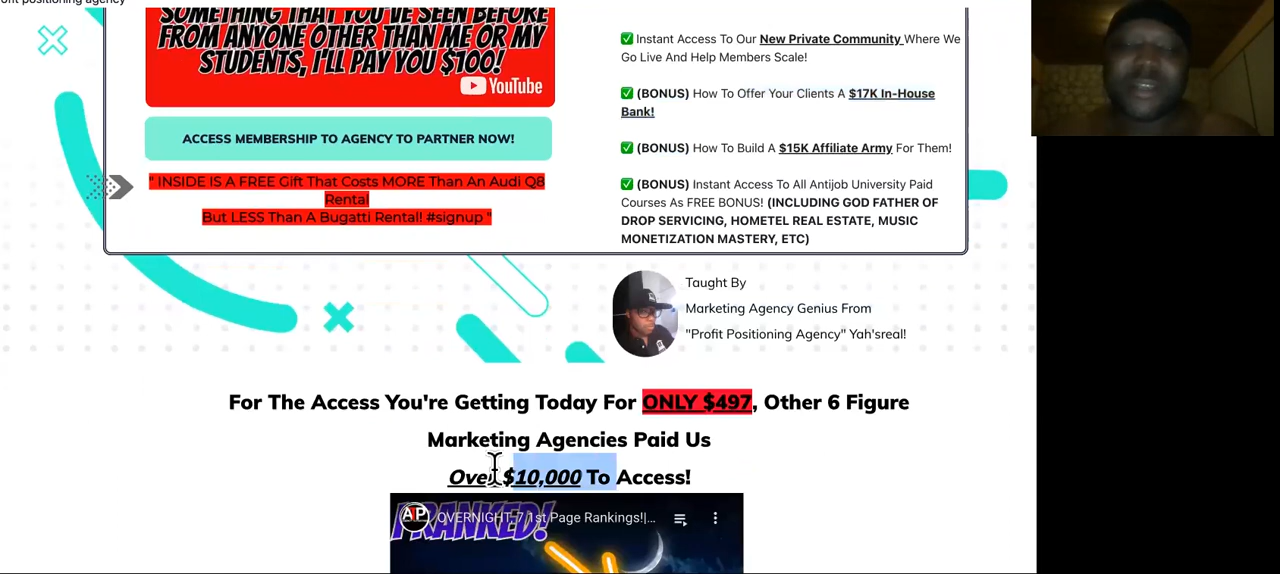 profit positioning agency
SOMETHING THAT YOU'VE SEEN BEFORE
FROM ANYONE OTHER THAN ME OR MY
STUDENTS, I'LL PAY YOU $100!
YouTube
ACCESS MEMBERSHIP TO AGENCY TO PARTNER NOW!
" INSIDE IS A FREE Gift That Costs MORE Than An Audi Q8
Rental
But LESS Than A Bugatti Rental! #signup "
✅ Instant Access To Our New Private Community Where We
Go Live And Help Members Scale!
✅ (BONUS) How To Offer Your Clients A $17K In-House
Bank!
✅ (BONUS) How To Build A $15K Affiliate Army For Them!
✅ (BONUS) Instant Access To All Antijob University Paid
Courses As FREE BONUS! (INCLUDING GOD FATHER OF
DROP SERVICING, HOMETEL REAL ESTATE, MUSIC
MONETIZATION MASTERY, ETC)
Taught By
Marketing Agency Genius From
"Profit Positioning Agency" Yah'sreal!
For The Access You're Getting Today For ONLY $497, Other 6 Figure
Marketing Agencies Paid Us
Over $10,000 To Access!
RANKED!
OVERNIGHT 7 1st Page Rankings!|...